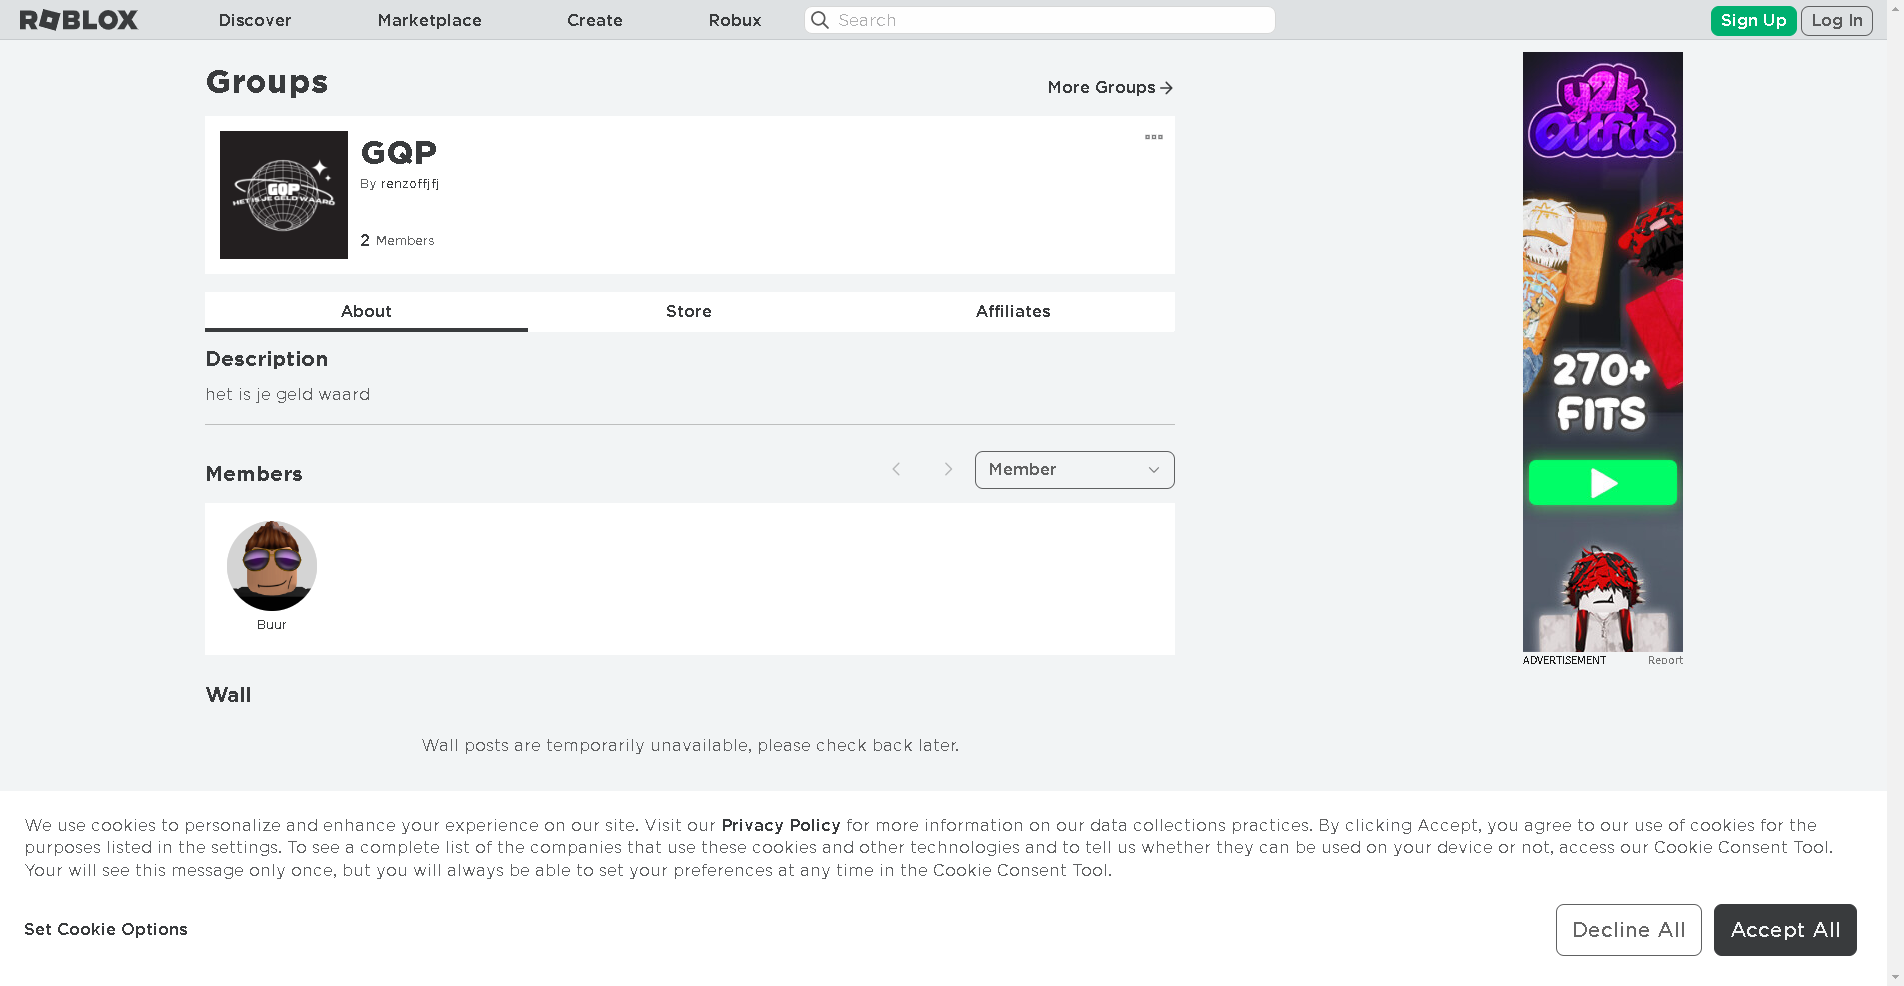 ROBLOX
Discover
Marketplace
Create
Robux
Search
Sign Up
Log In
Groups
More Groups
GQP
HET IS JE GELD WAARD
GQP
By renzoffjfj
2 Members
About
Store
Affiliates
Description
het is je geld waard
Members
Member
Buur
Wall
Wall posts are temporarily unavailable, please check back later.
y2k
Outfits
270+
FITS
ADVERTISEMENT
Report
We use cookies to personalize and enhance your experience on our site. Visit our Privacy Policy for more information on our data collections practices. By clicking Accept, you agree to our use of cookies for the
purposes listed in the settings. To see a complete list of the companies that use these cookies and other technologies and to tell us whether they can be used on your device or not, access our Cookie Consent Tool.
Your will see this message only once, but you will always be able to set your preferences at any time in the Cookie Consent Tool.
Set Cookie Options
Decline All
Accept All